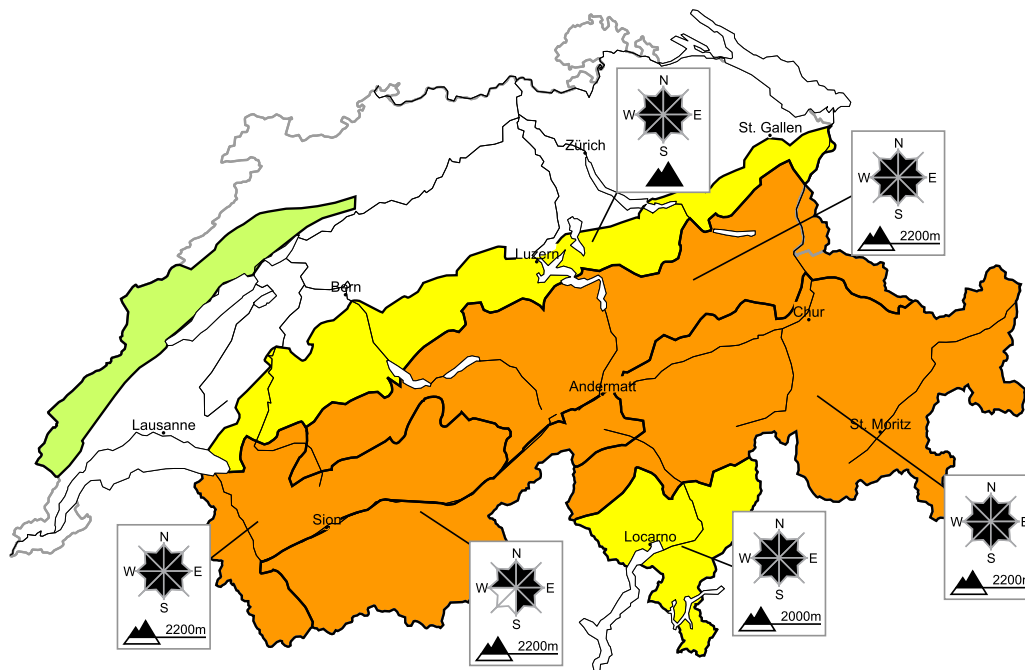 N
W E
S
St. Gallen
Zürich
N
W E
S
2200m
Luzern
Bern
Chur
Andermatt
Lausanne
St. Moritz
N
W E
S
2200m
Sion
Locarno
N
W E
S
2200m
N
W E
S
2200m
N
W E
S
2000m